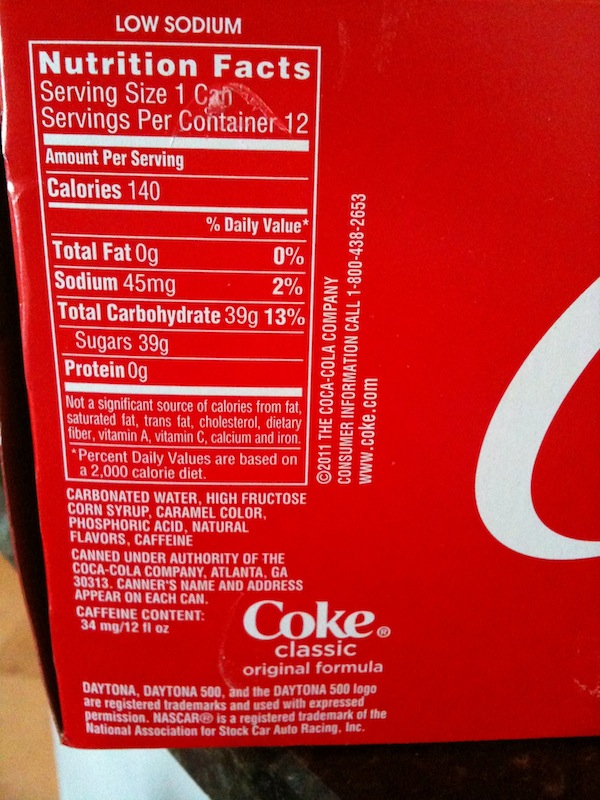 LOW SODIUM
Nutrition Facts
Serving Size 1 Can
Servings Per Container 12
Amount Per Serving
Calories 140
% Daily Value*
Total Fat 0g 0%
Sodium 45mg 2%
Total Carbohydrate 39g 13%
Sugars 39g
Protein 0g
Not a significant source of calories from fat,
saturated fat, trans fat, cholesterol, dietary
fiber, vitamin A, vitamin C, calcium and iron.
*Percent Daily Values are based on
a 2,000 calorie diet.
©2011 THE COCA-COLA COMPANY
CONSUMER INFORMATION CALL 1-800-438-2653
www.coke.com
CARBONATED WATER, HIGH FRUCTOSE
CORN SYRUP, CARAMEL COLOR,
PHOSPHORIC ACID, NATURAL
FLAVORS, CAFFEINE
CANNED UNDER AUTHORITY OF THE
COCA-COLA COMPANY, ATLANTA, GA
30313. CANNER'S NAME AND ADDRESS
APPEAR ON EACH CAN.
CAFFEINE CONTENT:
34 mg/12 fl oz
Coke®
classic
original formula
DAYTONA, DAYTONA 500, and the DAYTONA 500 logo
are registered trademarks and used with expressed
permission. NASCAR® is a registered trademark of the
National Association for Stock Car Auto Racing, Inc.